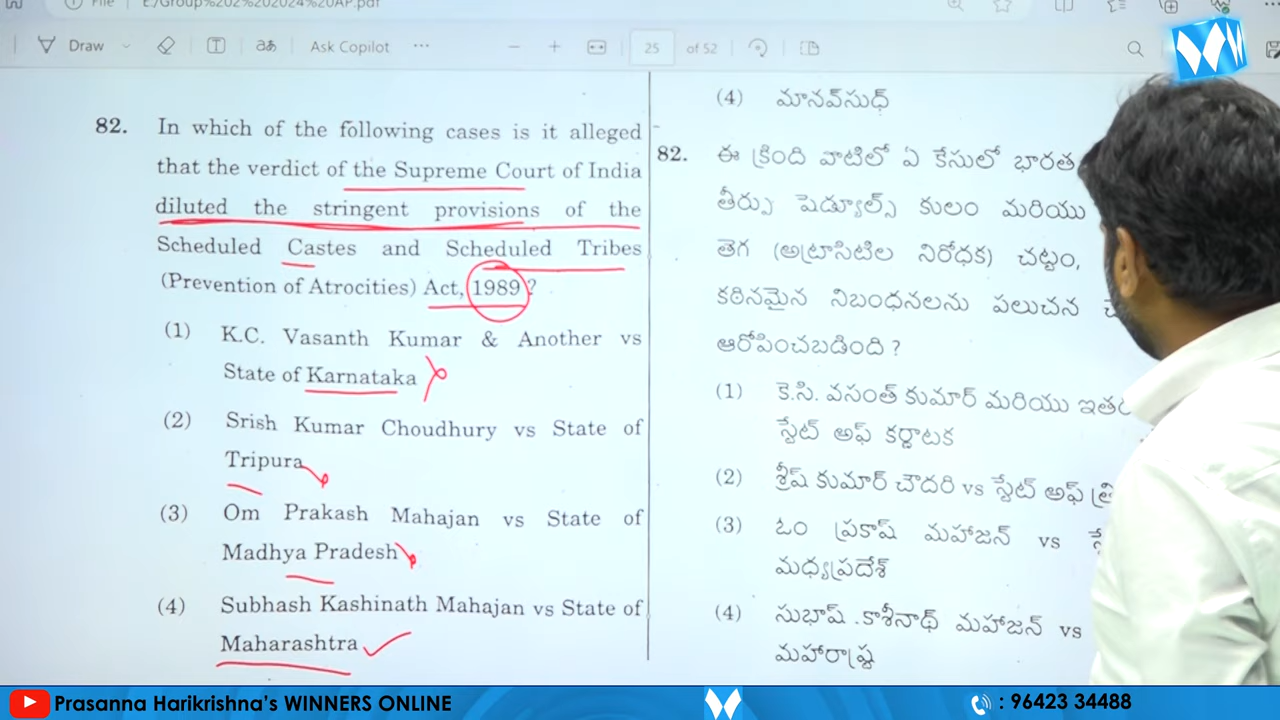 File
E:/Group%202%202024%20AP.pdf
Draw
T
aあ
Ask Copilot
25
of 52
82. In which of the following cases is it alleged
that the verdict of the Supreme Court of India
diluted the stringent provisions of the
Scheduled Castes and Scheduled Tribes
(Prevention of Atrocities) Act, 1989 ?
(1) K.C. Vasanth Kumar & Another vs
State of Karnataka
(2) Srish Kumar Choudhury vs State of
Tripura
(3) Om Prakash Mahajan vs State of
Madhya Pradesh
(4) Subhash Kashinath Mahajan vs State of
Maharashtra
(4) మానవ్‌సుధ్
82. ఈ క్రింది వాటిలో ఏ కేసులో భారత
తీర్పు షెడ్యూల్స్ కులం మరియు
తెగ (అట్రాసిటిల నిరోధక) చట్టం,
కఠినమైన నిబంధనలను పలుచన
ఆరోపించబడింది ?
(1) కె.సి. వసంత్ కుమార్ మరియు
స్టేట్ అఫ్ కర్ణాటక
(2) శ్రీష్ కుమార్ చౌదరి vs స్టేట్ అఫ్
(3) ఓం ప్రకాష్ మహాజన్ vs
మధ్యప్రదేశ్
(4) సుభాష్ .కాశీనాథ్ మహాజన్ vs
మహారాష్ట్ర
Prasanna Harikrishna's WINNERS ONLINE
: 96423 34488